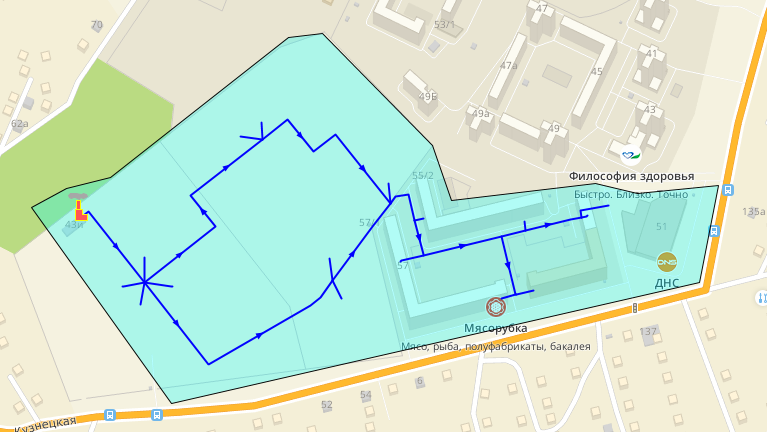 47
53/1
70
41
47а
45
49Б
43
49а
49
62а
Философия здоровья
55/2
Быстро. Близко. Точно
135а
57/1
43и
51
57
DNS
ДНС
Мясорубка
137
Мясо, рыба, полуфабрикаты, бакалея
6
54
52
Кузнецкая